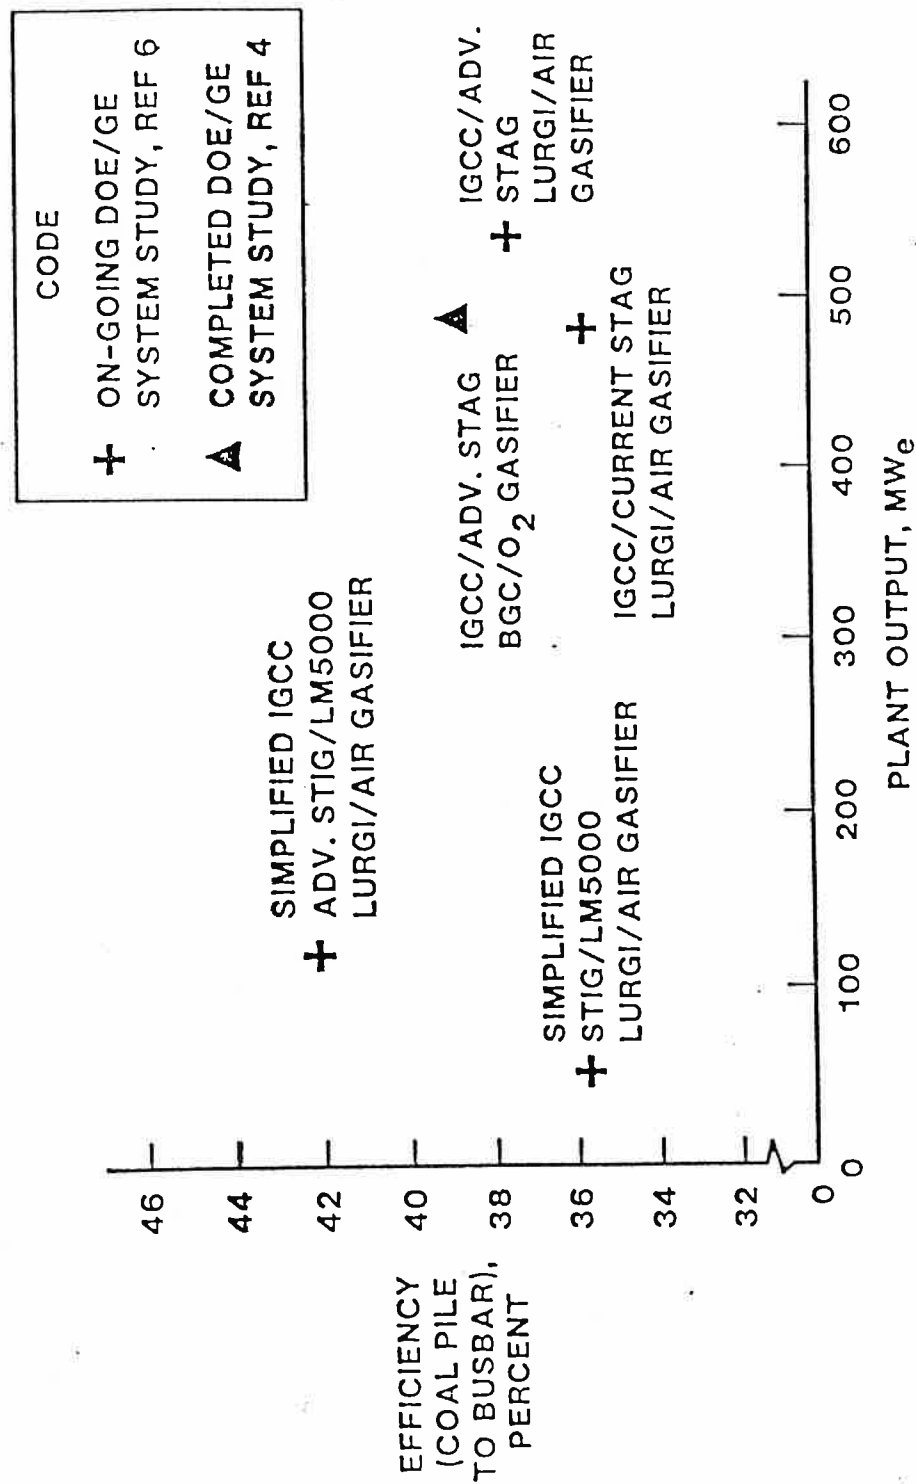 CODE
ON-GOING DOE/GE
SYSTEM STUDY, REF 6
COMPLETED DOE/GE
SYSTEM STUDY, REF 4
SIMPLIFIED IGCC
ADV. STIG/LM5000
LURGI/AIR GASIFIER
IGCC/ADV. STAG
BGC/O2 GASIFIER
IGCC/ADV.
STAG
LURGI/AIR
GASIFIER
SIMPLIFIED IGCC
STIG/LM5000
LURGI/AIR GASIFIER
IGCC/CURRENT STAG
LURGI/AIR GASIFIER
EFFICIENCY
(COAL PILE
TO BUSBAR),
PERCENT
46
44
42
40
38
36
34
32
0
0
100
200
300
400
500
600
PLANT OUTPUT, MWe